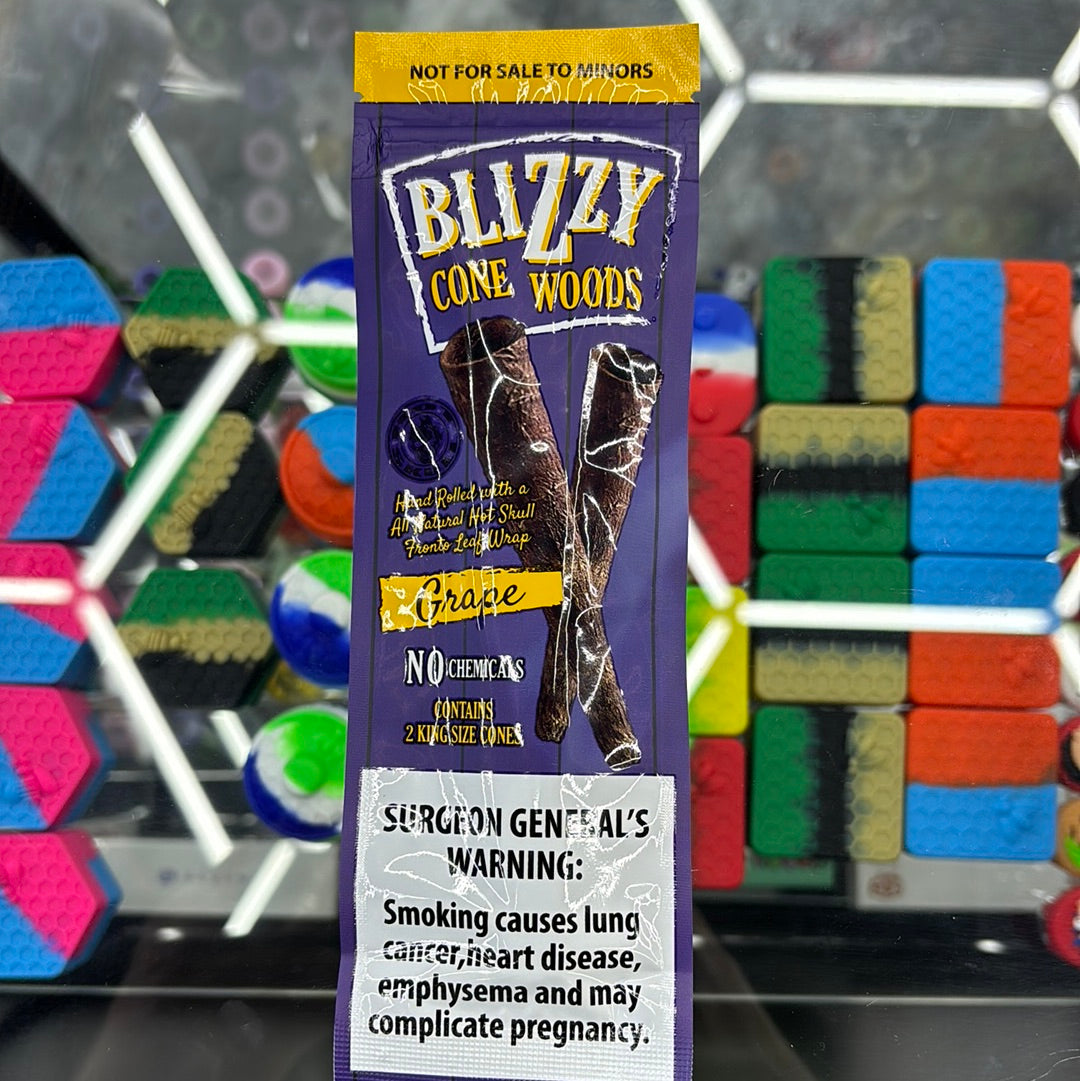 NOT FOR SALE TO MINORS
BLIZZY
CONE WOODS
Hand Rolled with a
All Natural Hot Skull
Fronto Leaf Wrap
Grape
NO CHEMICALS
CONTAINS
2 KING SIZE CONES
SURGEON GENERAL'S
WARNING:
Smoking causes lung
cancer,heart disease,
emphysema and may
complicate pregnancy.